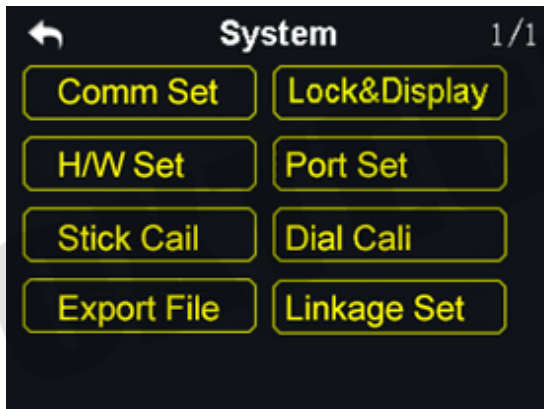 System 1/1
Comm Set Lock&Display
H/W Set Port Set
Stick Cail Dial Cali
Export File Linkage Set